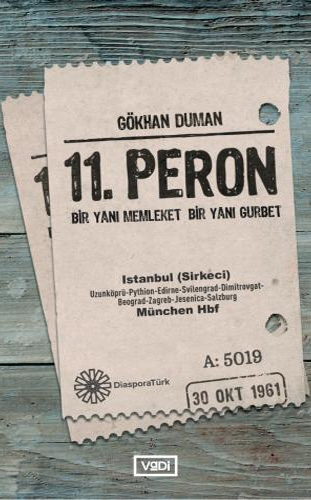 GÖKHAN DUMAN
11. PERON
BİR YANI MEMLEKET BİR YANI GURBET
Istanbul (Sirkeci)
Uzunköprü-Pythion-Edirne-Svilengrad-Dimitrovgat-
Beograd-Zagreb-Jesenica-Salzburg
München Hbf
A: 5019
DiasporaTürk
30 OKT 1961
VADİ